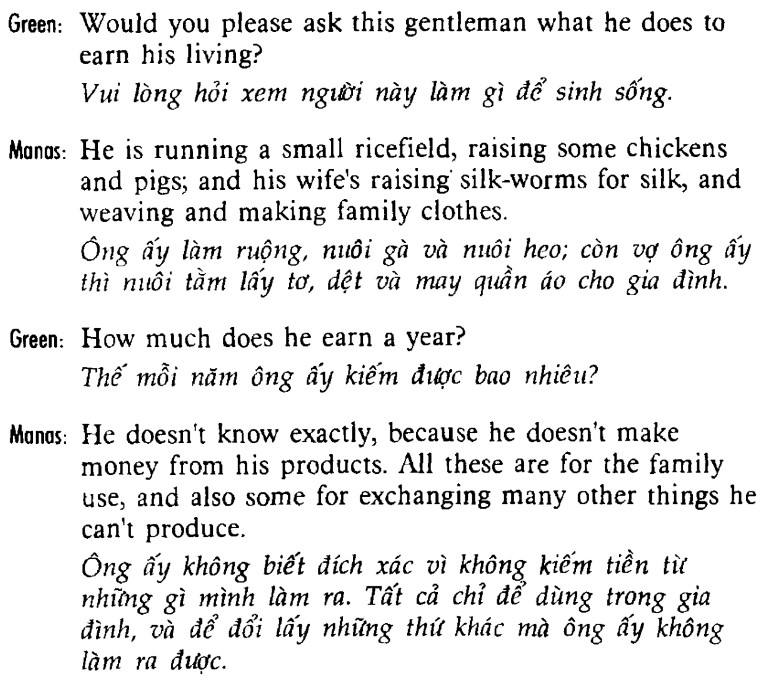 Green: Would you please ask this gentleman what he does to
earn his living?
Vui lòng hỏi xem người này làm gì để sinh sống.
Manas: He is running a small ricefield, raising some chickens
and pigs; and his wife's raising silk-worms for silk, and
weaving and making family clothes.
Ông ấy làm ruộng, nuôi gà và nuôi heo; còn vợ ông ấy
thì nuôi tằm lấy tơ, dệt và may quần áo cho gia đình.
Green: How much does he earn a year?
Thế mỗi năm ông ấy kiếm được bao nhiêu?
Manas: He doesn't know exactly, because he doesn't make
money from his products. All these are for the family
use, and also some for exchanging many other things he
can't produce.
Ông ấy không biết đích xác vì không kiếm tiền từ
những gì mình làm ra. Tất cả chỉ để dùng trong gia
đình, và để đổi lấy những thứ khác mà ông ấy không
làm ra được.